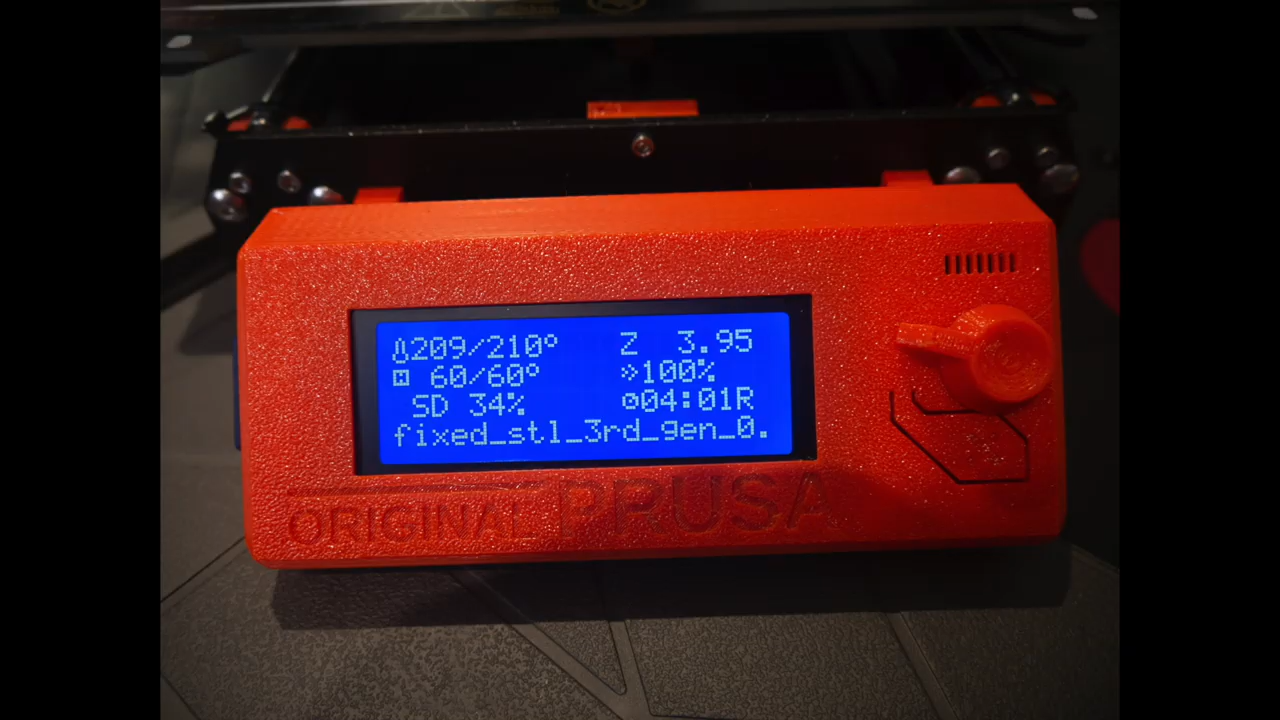 209/210° Z 3.95
60/60° 100%
SD 34% 04:01R
fixed_stl_3rd_gen_0.
ORIGINAL PRUSA